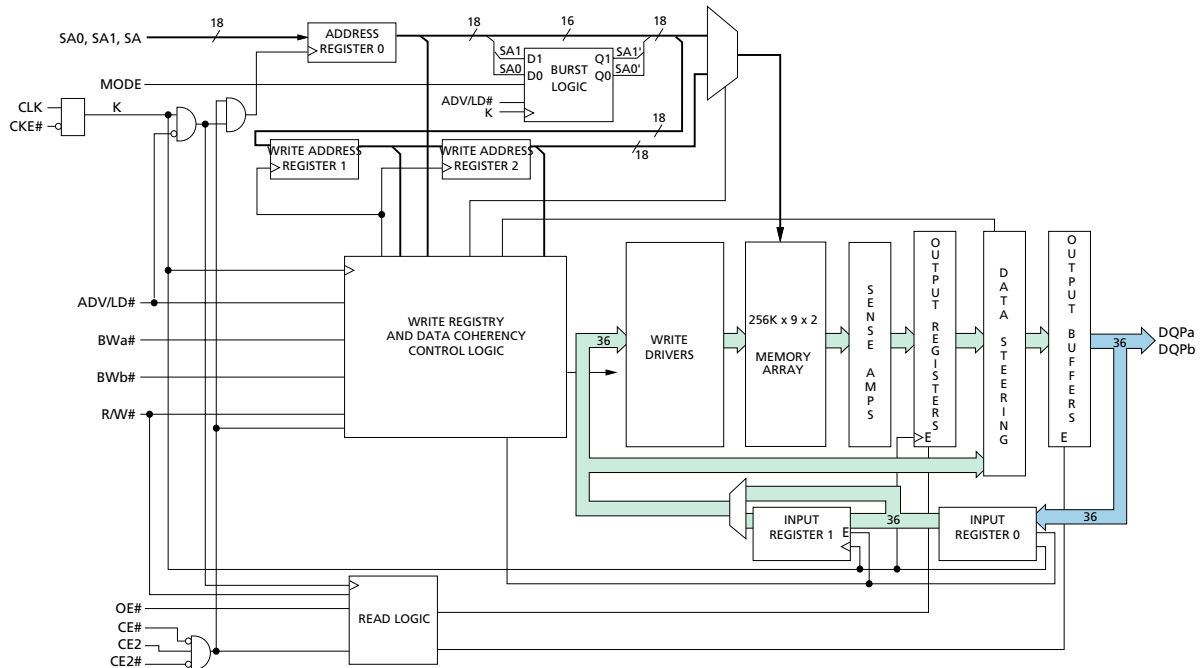 18
18
16
18
SA0, SA1, SA
ADDRESS
REGISTER 0
SA1
SA0
D1
D0
BURST
LOGIC
Q1
Q0
SA1'
SA0'
MODE
ADV/LD#
K
CLK
CKE#
K
18
18
WRITE ADDRESS
REGISTER 1
WRITE ADDRESS
REGISTER 2
ADV/LD#
BWa#
BWb#
R/W#
WRITE REGISTRY
AND DATA COHERENCY
CONTROL LOGIC
36
WRITE
DRIVERS
256K x 9 x 2
MEMORY
ARRAY
SENSE AMPS
OUTPUT REGISTERS
E
DATA STEERING
OUTPUT BUFFERS
E
36
DQPa
DQPb
INPUT
REGISTER 1
E
36
INPUT
REGISTER 0
36
OE#
CE#
CE2
CE2#
READ LOGIC